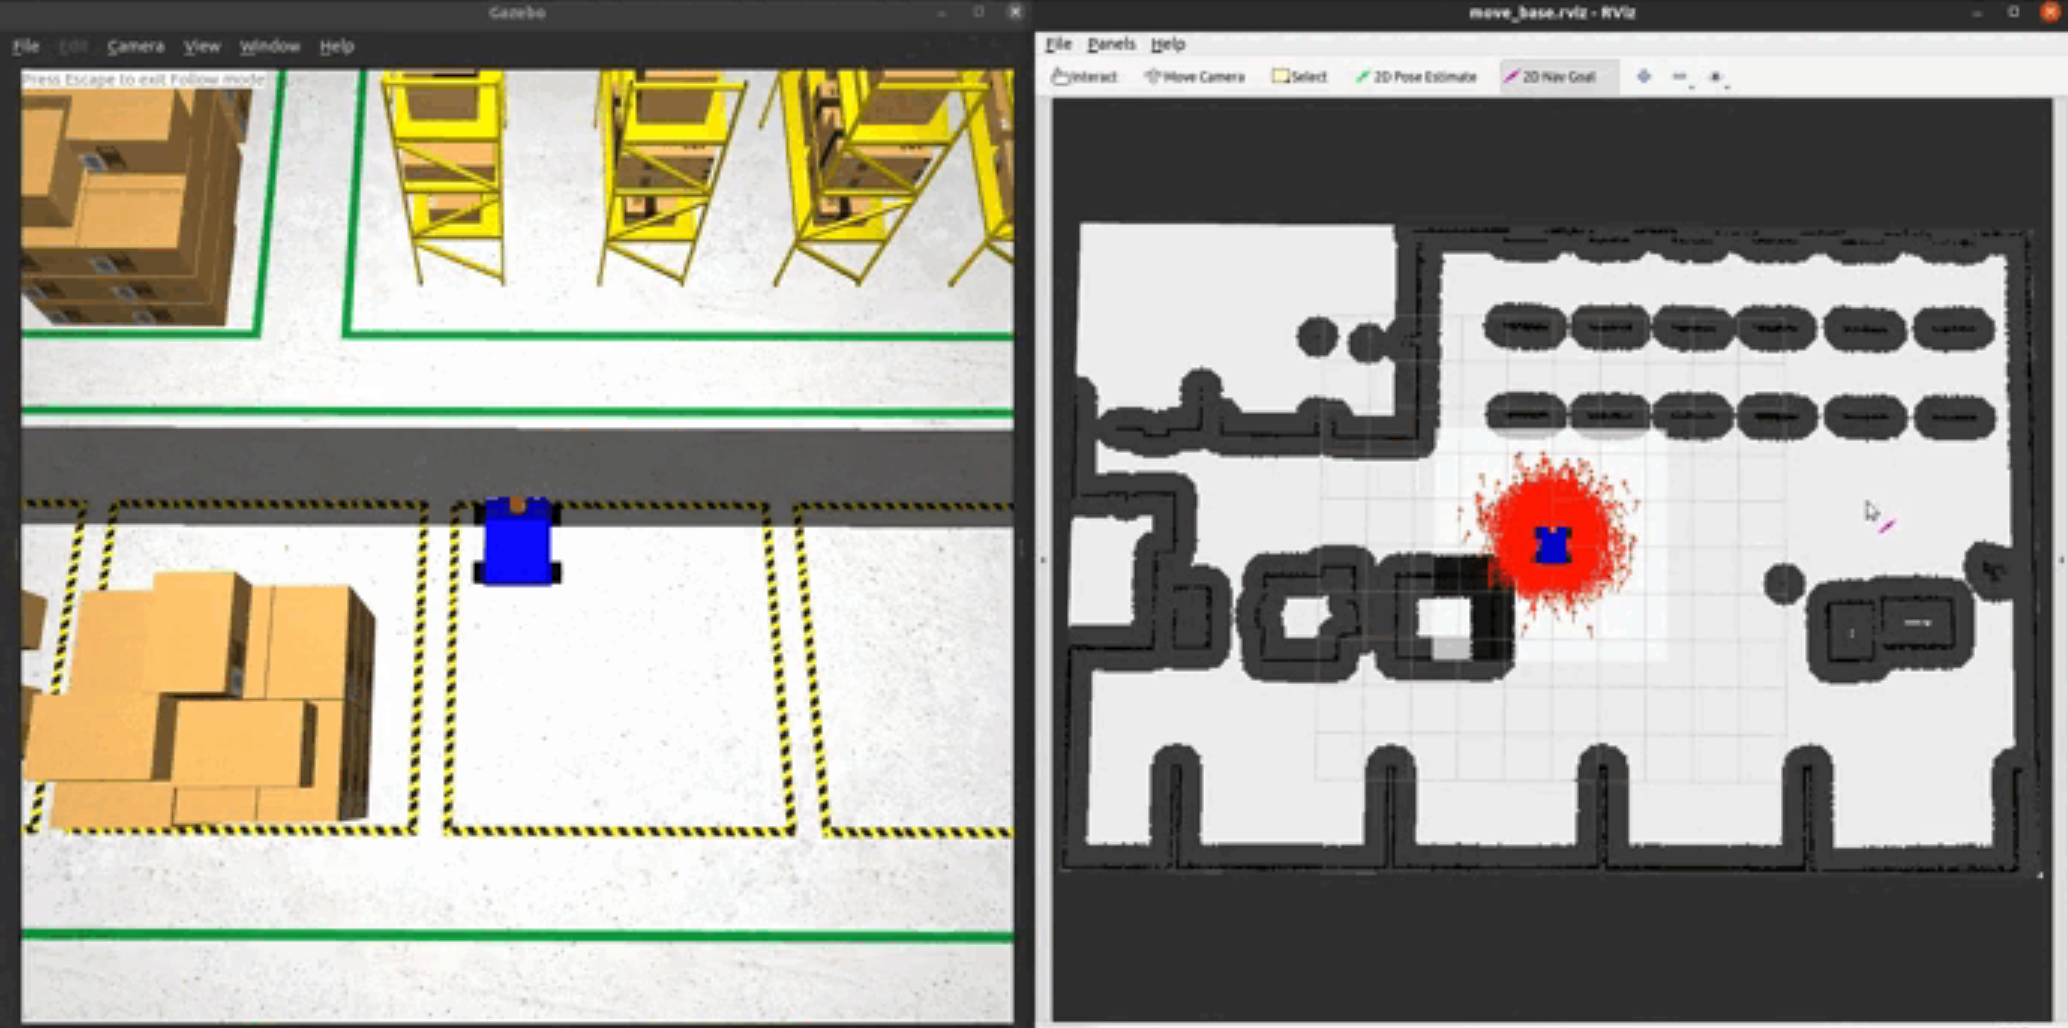 Gazebo
File Edit Camera View Window Help
Press Escape to exit Follow mode
move_base.rviz - RViz
File Panels Help
Interact Move Camera Select 2D Pose Estimate 2D Nav Goal